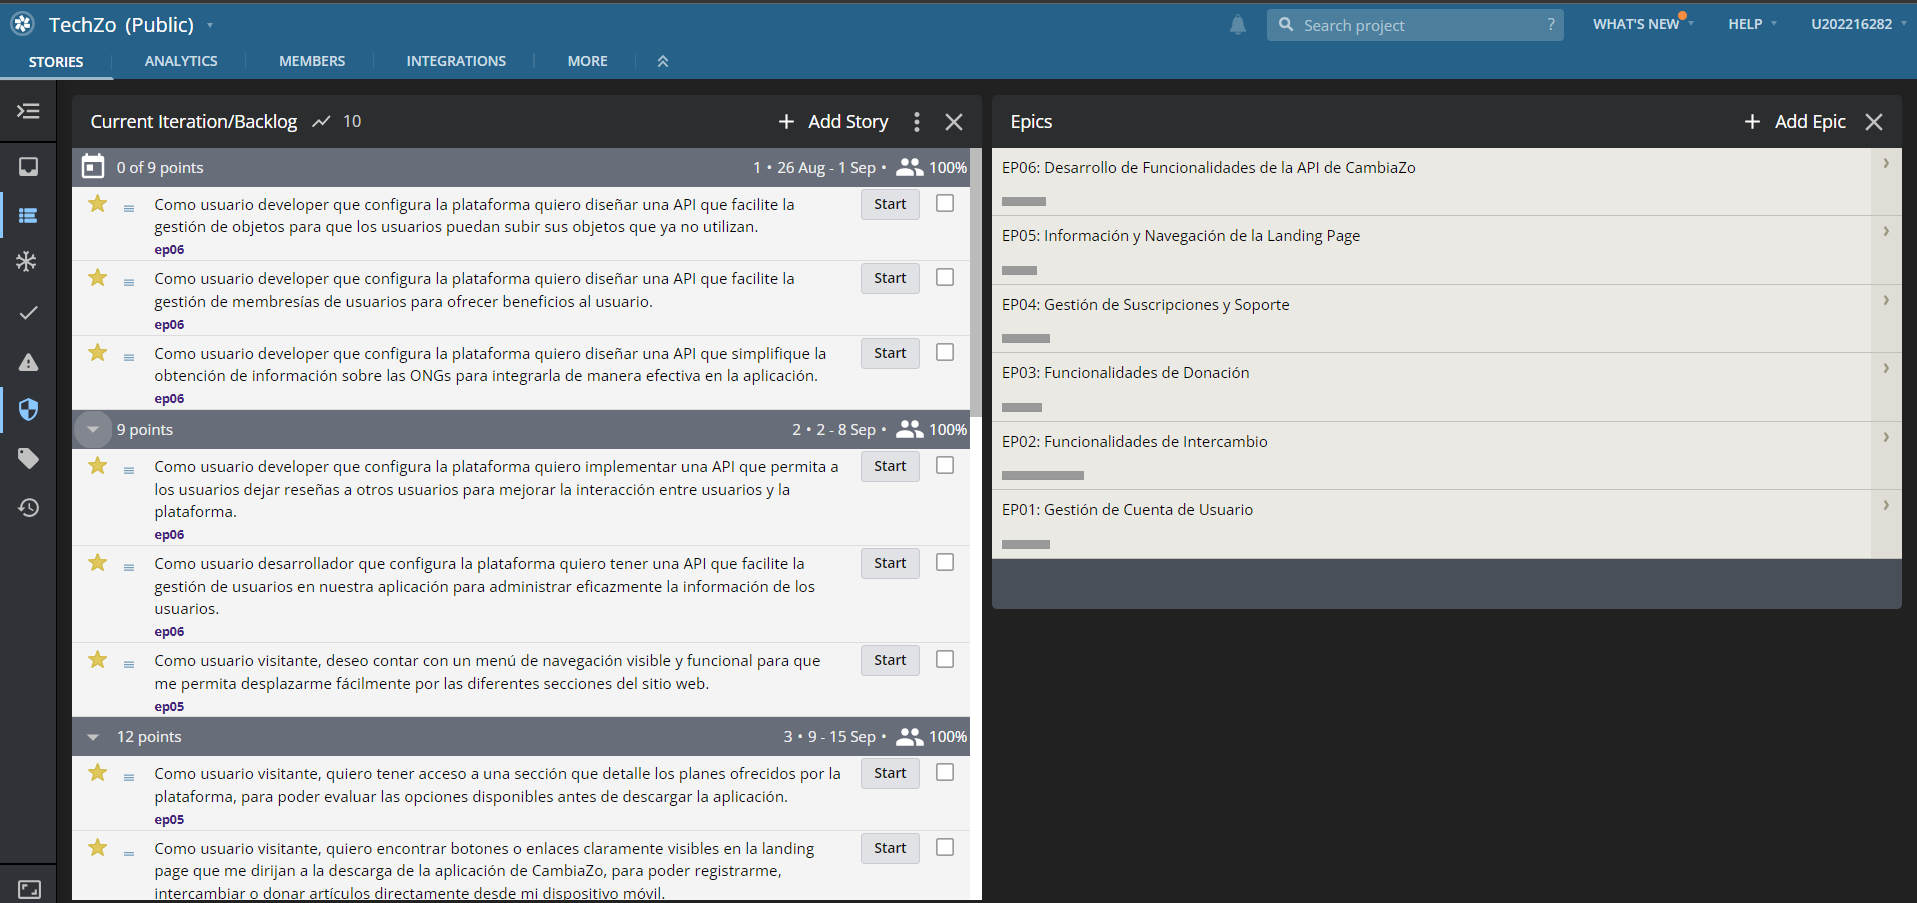 TechZo (Public)
Search project
?
WHAT'S NEW
HELP
U202216282
STORIES
ANALYTICS
MEMBERS
INTEGRATIONS
MORE
Current Iteration/Backlog
10
+ Add Story
0 of 9 points
1 • 26 Aug - 1 Sep •
100%
Como usuario developer que configura la plataforma quiero diseñar una API que facilite la
gestión de objetos para que los usuarios puedan subir sus objetos que ya no utilizan.
ep06
Start
Como usuario developer que configura la plataforma quiero diseñar una API que facilite la
gestión de membresías de usuarios para ofrecer beneficios al usuario.
ep06
Start
Como usuario developer que configura la plataforma quiero diseñar una API que simplifique la
obtención de información sobre las ONGs para integrarla de manera efectiva en la aplicación.
ep06
Start
9 points
2 • 2 - 8 Sep •
100%
Como usuario developer que configura la plataforma quiero implementar una API que permita a
los usuarios dejar reseñas a otros usuarios para mejorar la interacción entre usuarios y la
plataforma.
ep06
Start
Como usuario desarrollador que configura la plataforma quiero tener una API que facilite la
gestión de usuarios en nuestra aplicación para administrar eficazmente la información de los
usuarios.
ep06
Start
Como usuario visitante, deseo contar con un menú de navegación visible y funcional para que
me permita desplazarme fácilmente por las diferentes secciones del sitio web.
ep05
Start
12 points
3 • 9 - 15 Sep •
100%
Como usuario visitante, quiero tener acceso a una sección que detalle los planes ofrecidos por la
plataforma, para poder evaluar las opciones disponibles antes de descargar la aplicación.
ep05
Start
Como usuario visitante, quiero encontrar botones o enlaces claramente visibles en la landing
page que me dirijan a la descarga de la aplicación de CambiaZo, para poder registrarme,
intercambiar o donar artículos directamente desde mi dispositivo móvil.
Start
Epics
+ Add Epic
EP06: Desarrollo de Funcionalidades de la API de CambiaZo
EP05: Información y Navegación de la Landing Page
EP04: Gestión de Suscripciones y Soporte
EP03: Funcionalidades de Donación
EP02: Funcionalidades de Intercambio
EP01: Gestión de Cuenta de Usuario